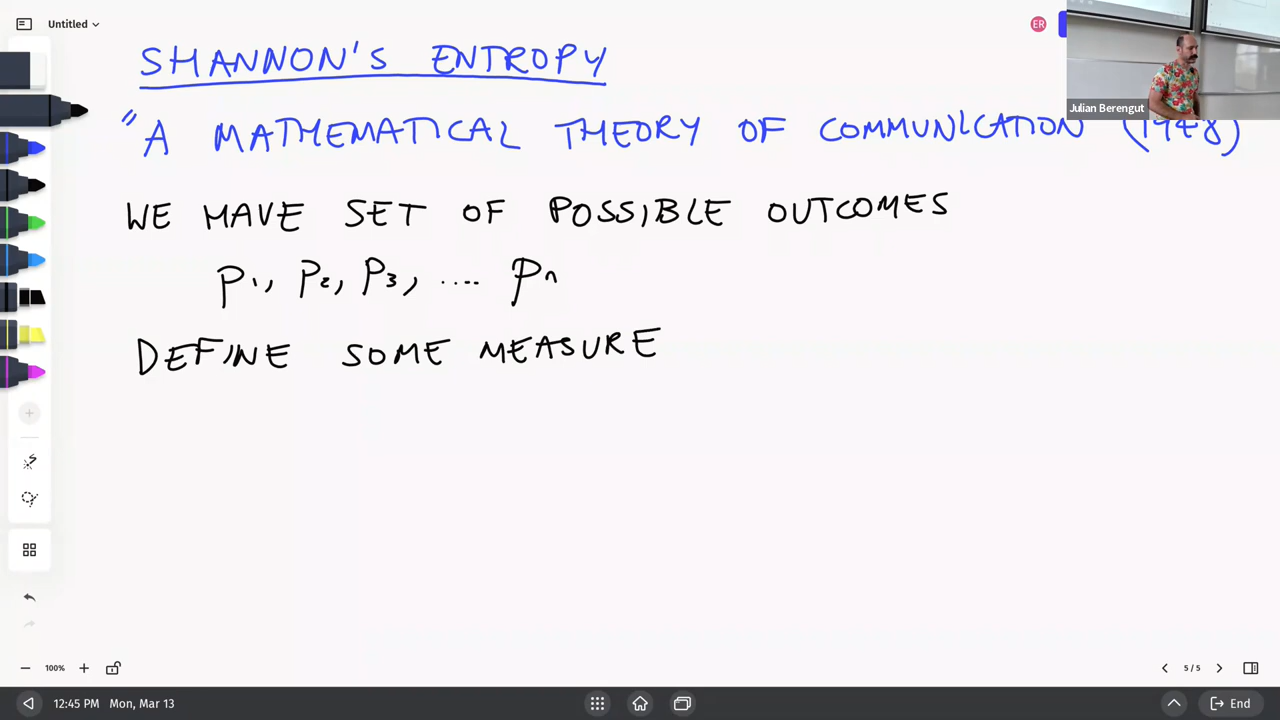 Untitled
ER
SHANNON'S ENTROPY
Julian Berengut
"A MATHEMATICAL THEORY OF COMMUNICATION (1948)
WE HAVE SET OF POSSIBLE OUTCOMES
p1, p2, p3, .... pn
DEFINE SOME MEASURE
100%
5/5
12:45 PM Mon, Mar 13
End